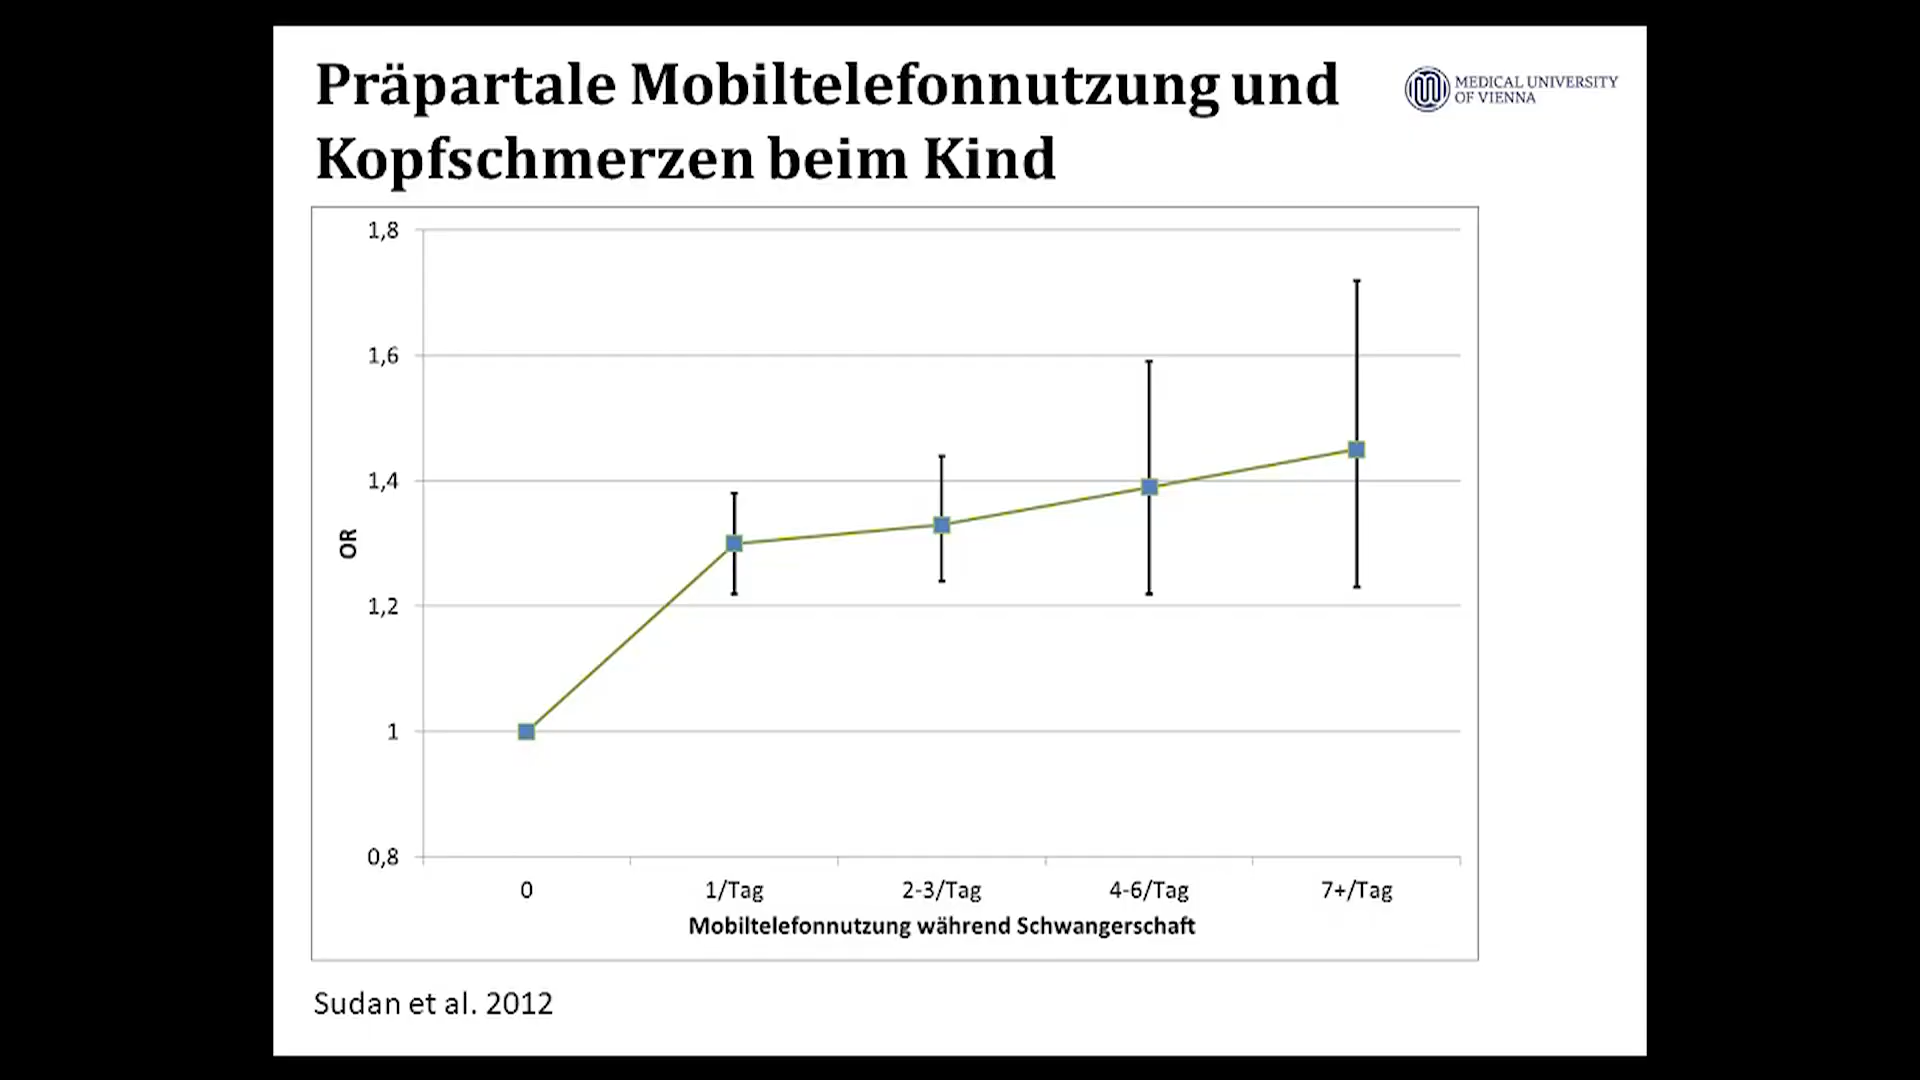 Präpartale Mobiltelefonnutzung und
Kopfschmerzen beim Kind
MEDICAL UNIVERSITY
OF VIENNA
1,8
1,6
1,4
1,2
1
0,8
OR
0 1/Tag 2-3/Tag 4-6/Tag 7+/Tag
Mobiltelefonnutzung während Schwangerschaft
Sudan et al. 2012